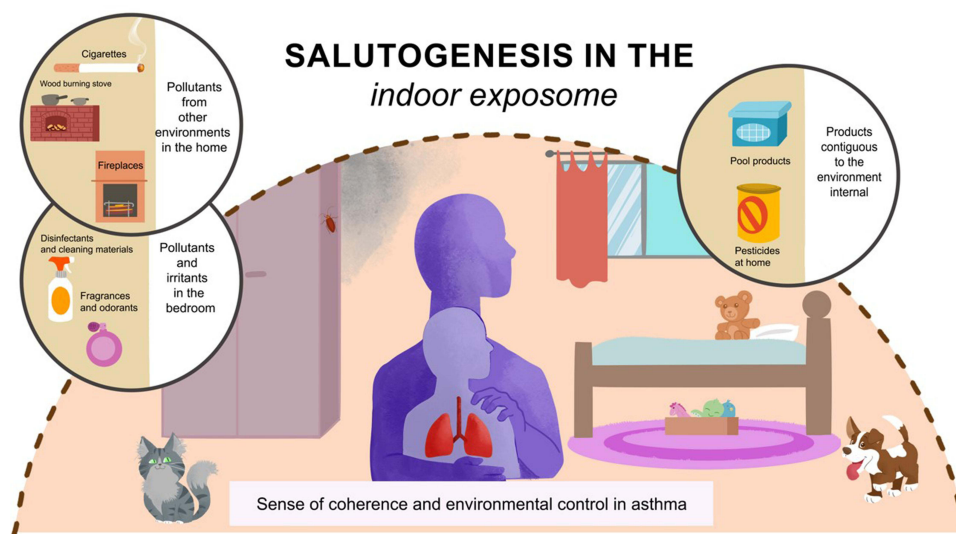 SALUTOGENESIS IN THE
indoor exposome
Cigarettes
Wood burning stove
Fireplaces
Pollutants
from
other
environments
in the home
Disinfectants
and cleaning materials
Fragrances
and odorants
Pollutants
and
irritants
in the
bedroom
Pool products
Pesticides
at home
Products
contiguous
to the
environment
internal
Sense of coherence and environmental control in asthma